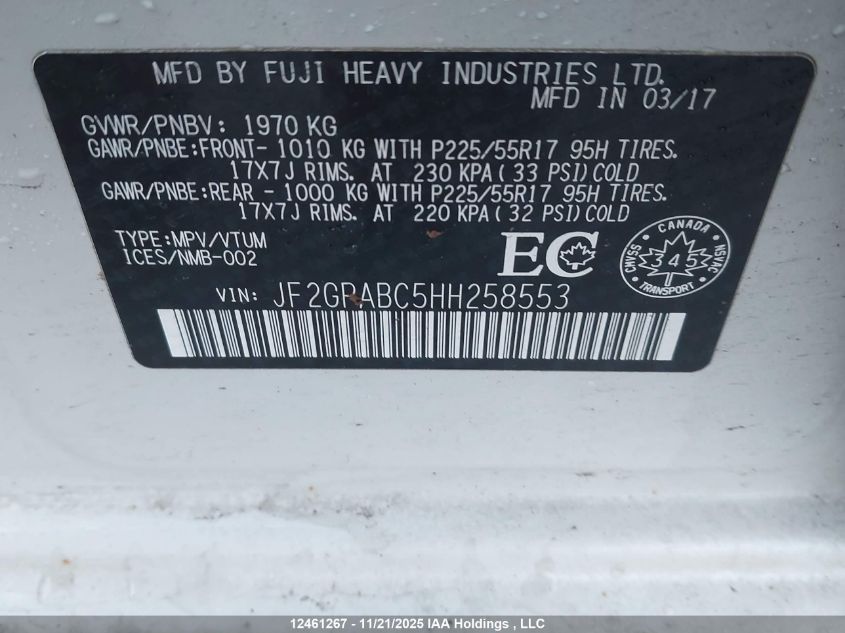 MFD BY FUJI HEAVY INDUSTRIES LTD.
MFD IN 03/17
GVWR/PNBV: 1970 KG
GAWR/PNBE:FRONT- 1010 KG WITH P225/55R17 95H TIRES.
17X7J RIMS. AT 230 KPA ( 33 PSI) COLD
GAWR/PNBE:REAR - 1000 KG WITH P225/55R17 95H TIRES.
17X7J RIMS. AT 220 KPA ( 32 PSI) COLD
TYPE:MPV/VTUM
ICES/NMB-002
EC
CANADA
CMVSS
345
NSVAC
TRANSPORT
VIN: JF2GPABC5HH258553
12461267 - 11/21/2025 IAA Holdings , LLC